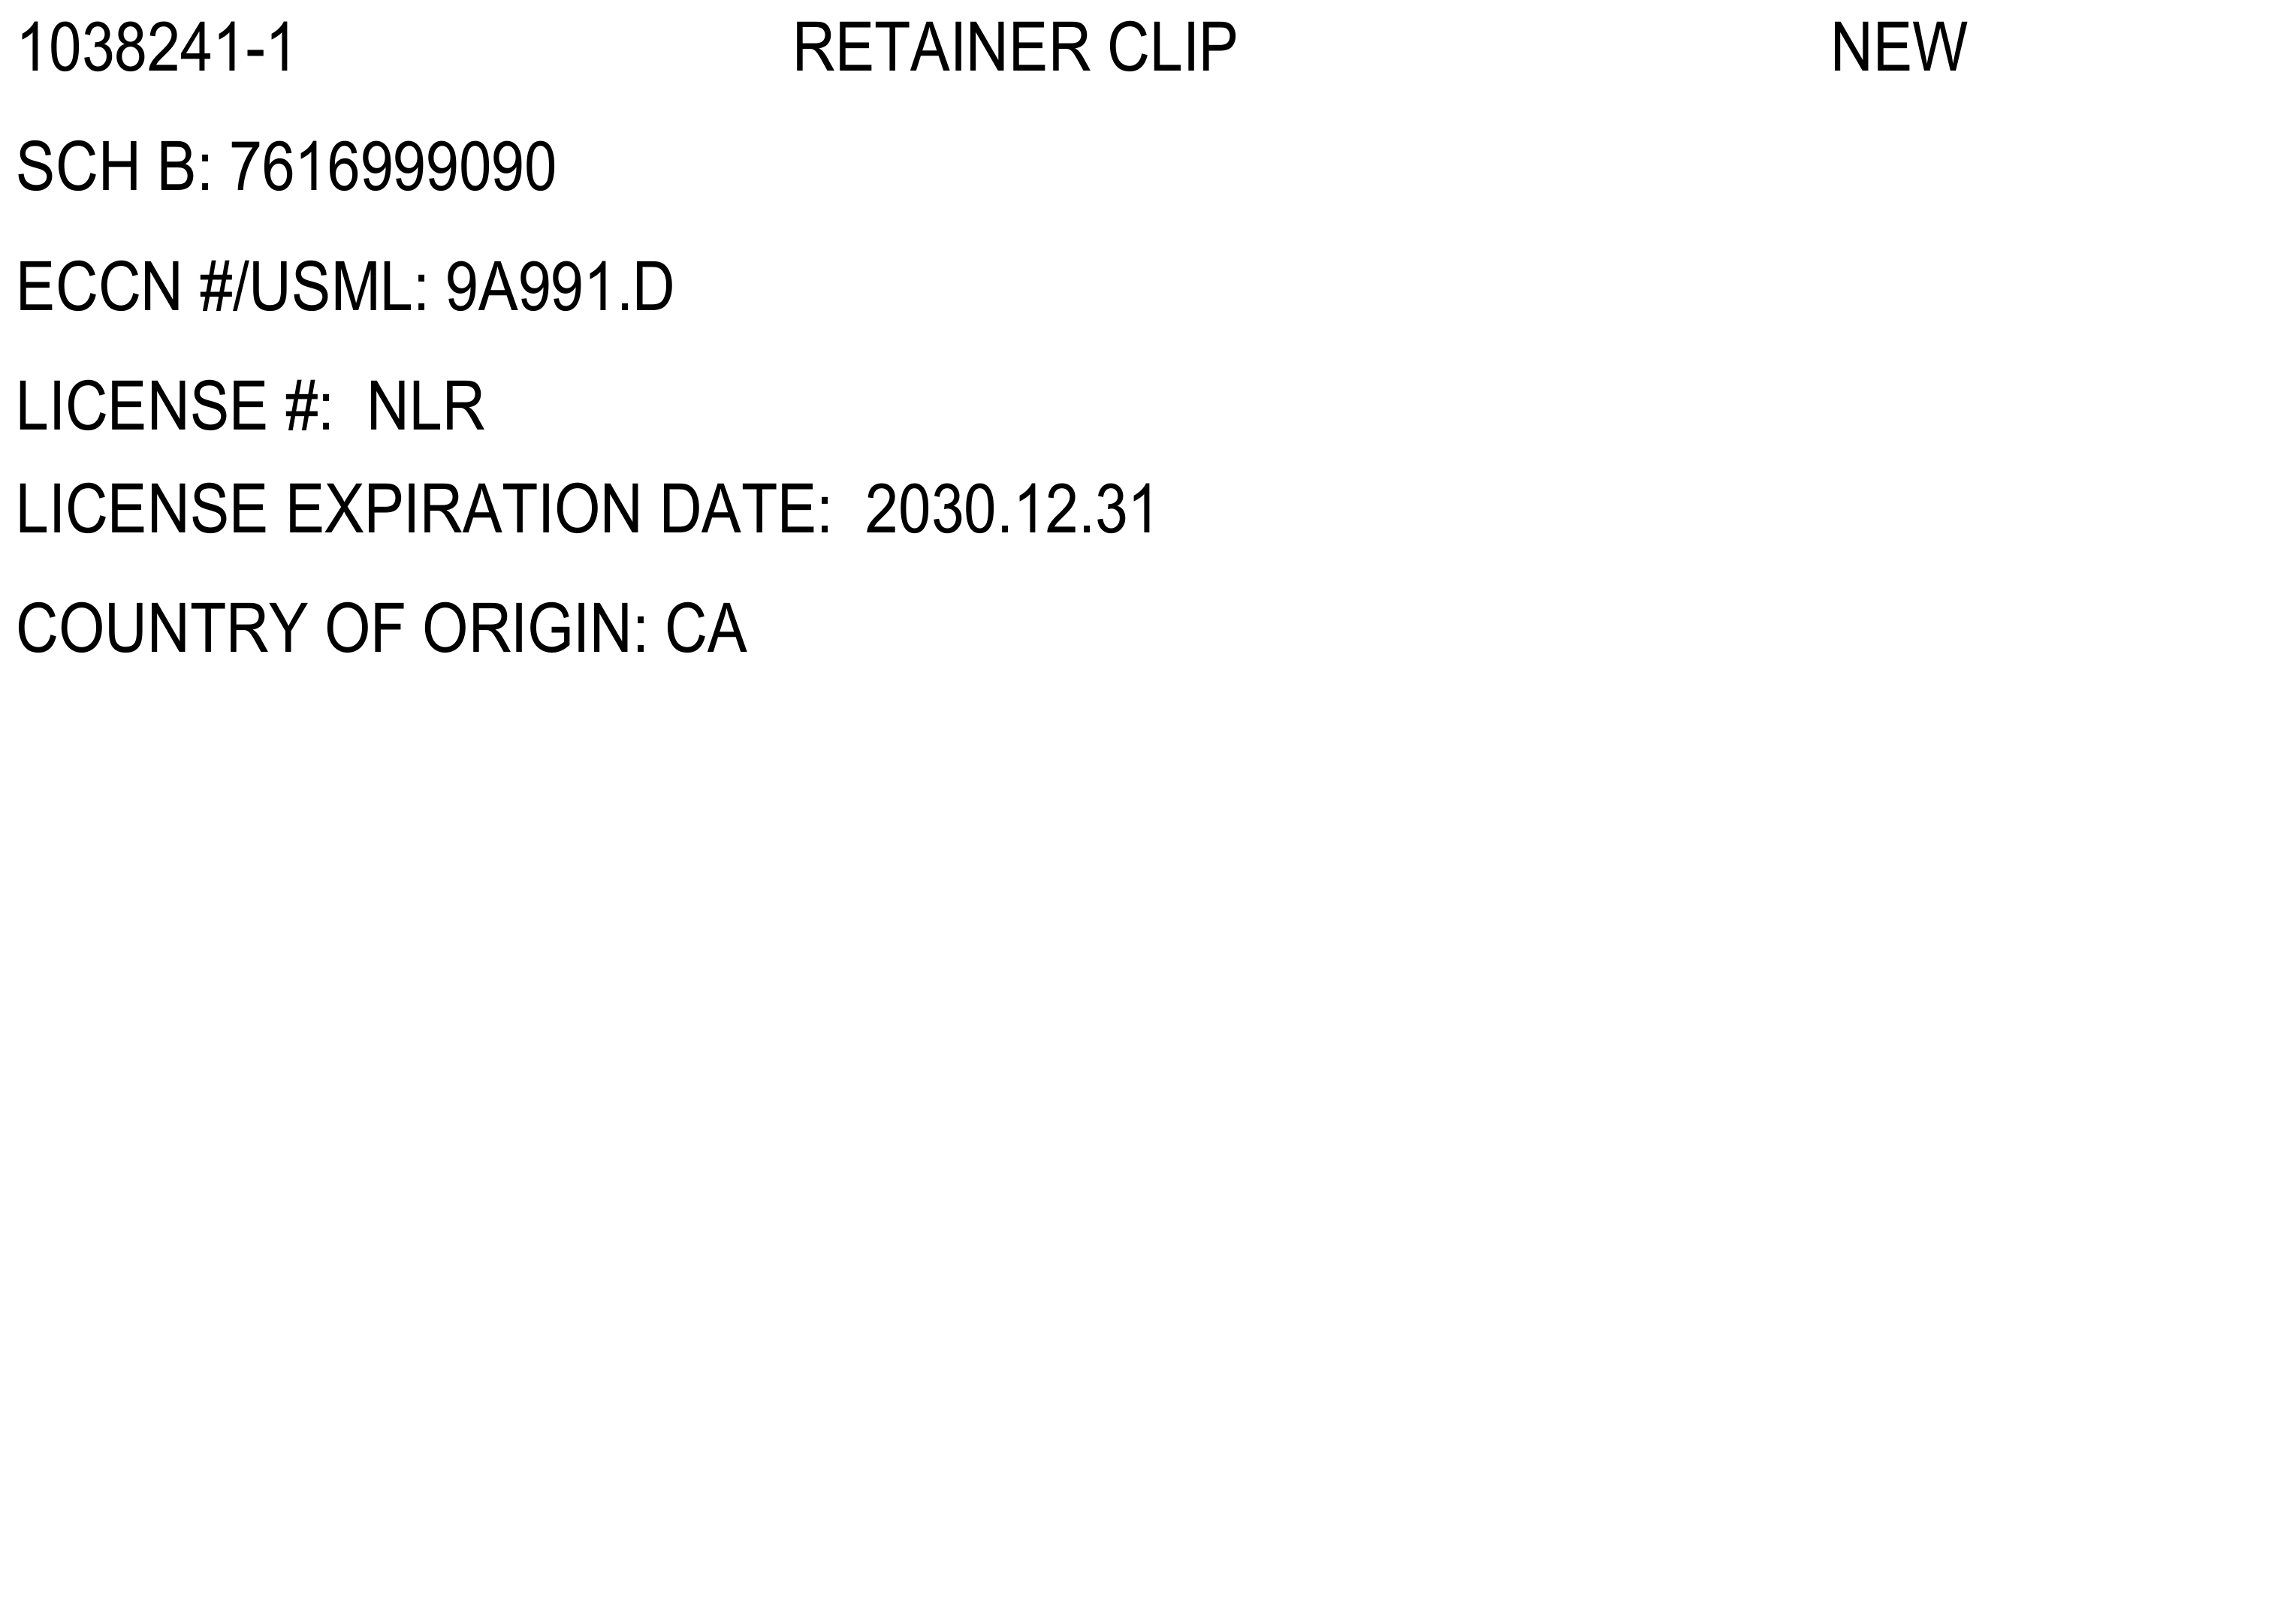 1038241-1 RETAINER CLIP NEW
SCH B: 7616999090
ECCN #/USML: 9A991.D
LICENSE #: NLR
LICENSE EXPIRATION DATE: 2030.12.31
COUNTRY OF ORIGIN: CA